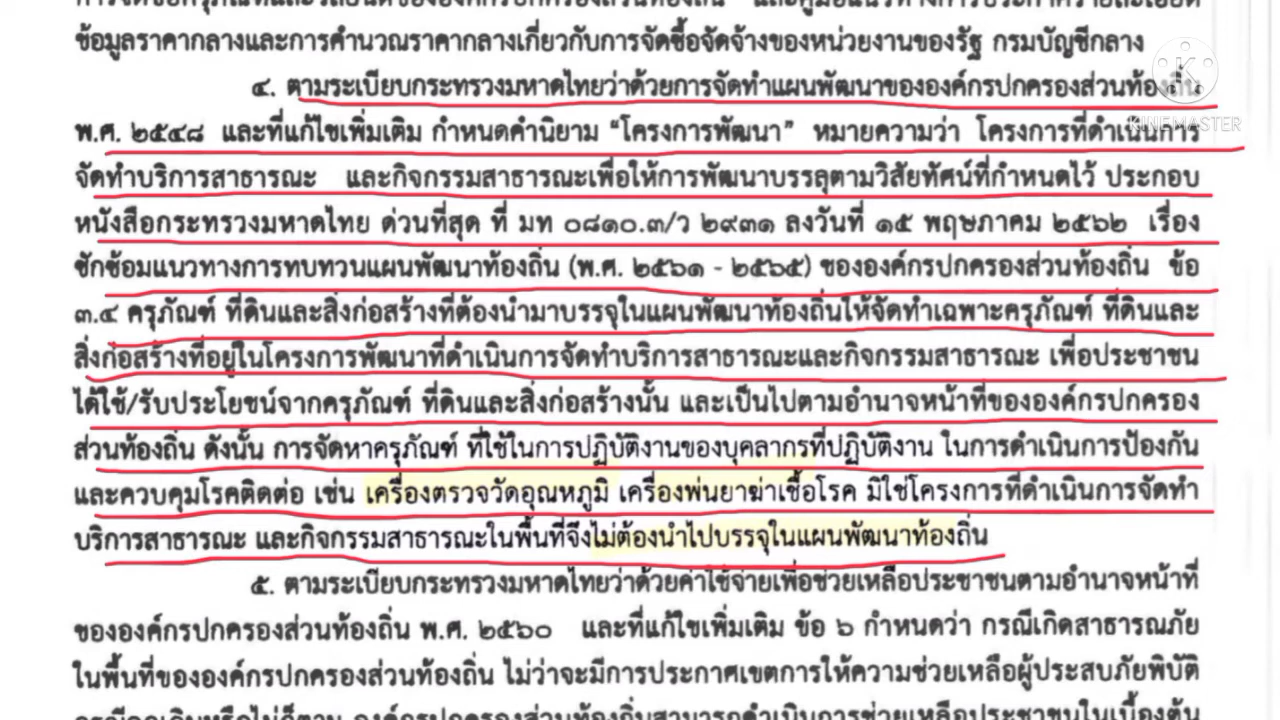 ข้อมูลราคากลางและการคำนวณราคากลางเกี่ยวกับการจัดซื้อจัดจ้างของหน่วยงานของรัฐ กรมบัญชีกลาง
๔. ตามระเบียบกระทรวงมหาดไทยว่าด้วยการจัดทำแผนพัฒนาขององค์กรปกครองส่วนท้องถิ่น
พ.ศ. ๒๕๔๘ และที่แก้ไขเพิ่มเติม กำหนดคำนิยาม “โครงการพัฒนา” หมายความว่า โครงการที่ดำเนินการ
KINEMASTER
จัดทำบริการสาธารณะ และกิจกรรมสาธารณะเพื่อให้การพัฒนาบรรลุตามวิสัยทัศน์ที่กำหนดไว้ ประกอบ
หนังสือกระทรวงมหาดไทย ด่วนที่สุด ที่ มท ๐๘๑๐.๓/ว ๒๙๓๑ ลงวันที่ ๑๕ พฤษภาคม ๒๕๖๒ เรื่อง
ซักซ้อมแนวทางการทบทวนแผนพัฒนาท้องถิ่น (พ.ศ. ๒๕๖๑ - ๒๕๖๕) ขององค์กรปกครองส่วนท้องถิ่น ข้อ
๓.๔ ครุภัณฑ์ ที่ดินและสิ่งก่อสร้างที่ต้องนำมาบรรจุในแผนพัฒนาท้องถิ่นให้จัดทำเฉพาะครุภัณฑ์ ที่ดินและ
สิ่งก่อสร้างที่อยู่ในโครงการพัฒนาที่ดำเนินการจัดทำบริการสาธารณะและกิจกรรมสาธารณะ เพื่อประชาชน
ได้ใช้/รับประโยชน์จากครุภัณฑ์ ที่ดินและสิ่งก่อสร้างนั้น และเป็นไปตามอำนาจหน้าที่ขององค์กรปกครอง
ส่วนท้องถิ่น ดังนั้น การจัดหาครุภัณฑ์ ที่ใช้ในการปฏิบัติงานของบุคลากรที่ปฏิบัติงาน ในการดำเนินการป้องกัน
และควบคุมโรคติดต่อ เช่น เครื่องตรวจวัดอุณหภูมิ เครื่องพ่นยาฆ่าเชื้อโรค มิใช่โครงการที่ดำเนินการจัดทำ
บริการสาธารณะ และกิจกรรมสาธารณะในพื้นที่จึงไม่ต้องนำไปบรรจุในแผนพัฒนาท้องถิ่น
๕. ตามระเบียบกระทรวงมหาดไทยว่าด้วยค่าใช้จ่ายเพื่อช่วยเหลือประชาชนตามอำนาจหน้าที่
ขององค์กรปกครองส่วนท้องถิ่น พ.ศ. ๒๕๖๐ และที่แก้ไขเพิ่มเติม ข้อ ๖ กำหนดว่า กรณีเกิดสาธารณภัย
ในพื้นที่ขององค์กรปกครองส่วนท้องถิ่น ไม่ว่าจะมีการประกาศเขตการให้ความช่วยเหลือผู้ประสบภัยพิบัติ